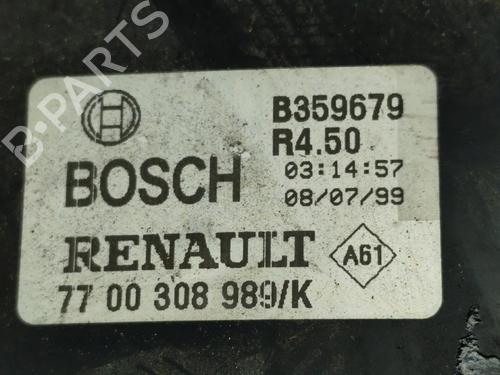 B-PARTS
BOSCH
B359679
R4.50
03:14:57
08/07/99
RENAULT
A61
77 00 308 989/K